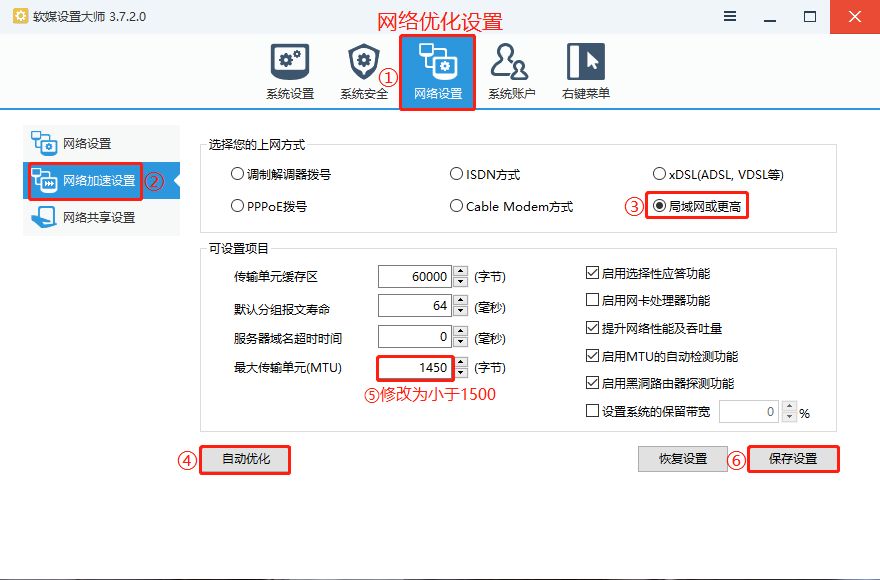 软媒设置大师 3.7.2.0
网络优化设置
①
系统设置
系统安全
网络设置
系统账户
右键菜单
网络设置
网络加速设置
②
网络共享设置
选择您的上网方式
调制解调器拨号
ISDN方式
xDSL(ADSL, VDSL等)
PPPoE拨号
Cable Modem方式
③
局域网或更高
可设置项目
传输单元缓存区
60000
(字节)
启用选择性应答功能
默认分组报文寿命
64
(毫秒)
启用网卡处理器功能
服务器域名超时时间
0
(毫秒)
提升网络性能及吞吐量
最大传输单元(MTU)
1450
(字节)
启用MTU的自动检测功能
⑤修改为小于1500
启用黑洞路由器探测功能
设置系统的保留带宽
0
%
④
自动优化
恢复设置
⑥
保存设置